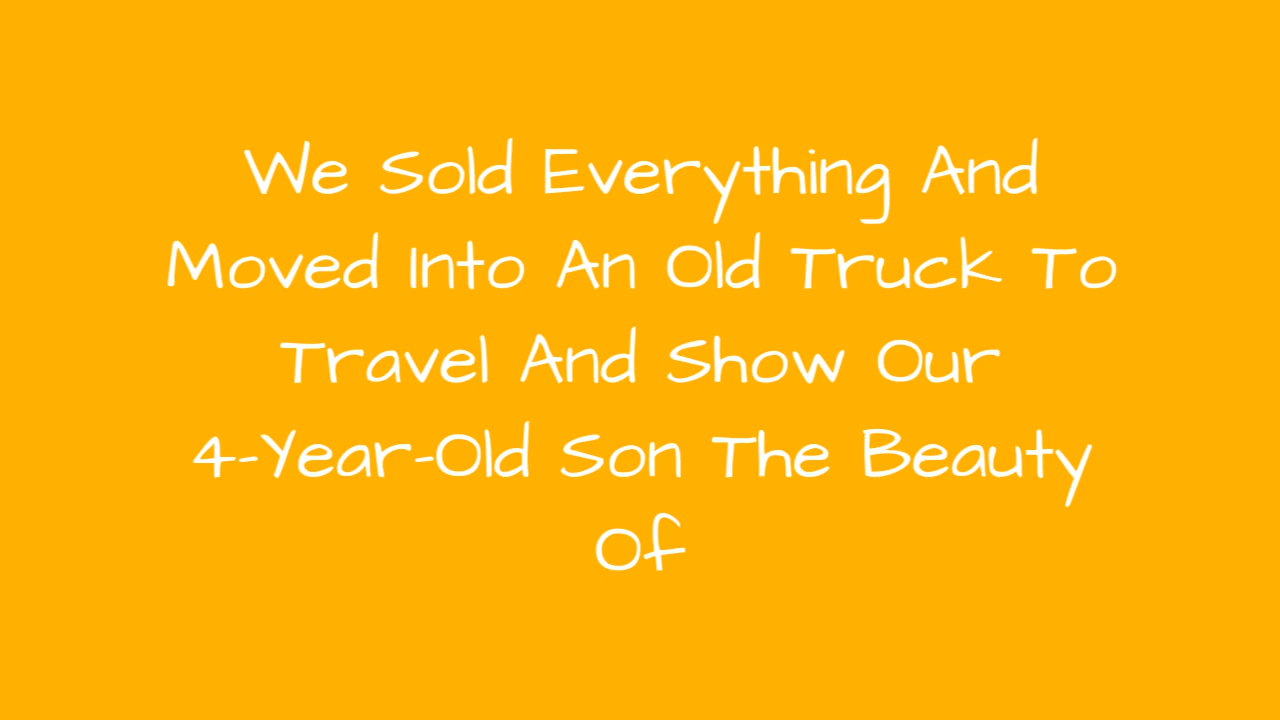 We Sold Everything And
Moved Into An Old Truck To
Travel And Show Our
4-Year-Old Son The Beauty
Of